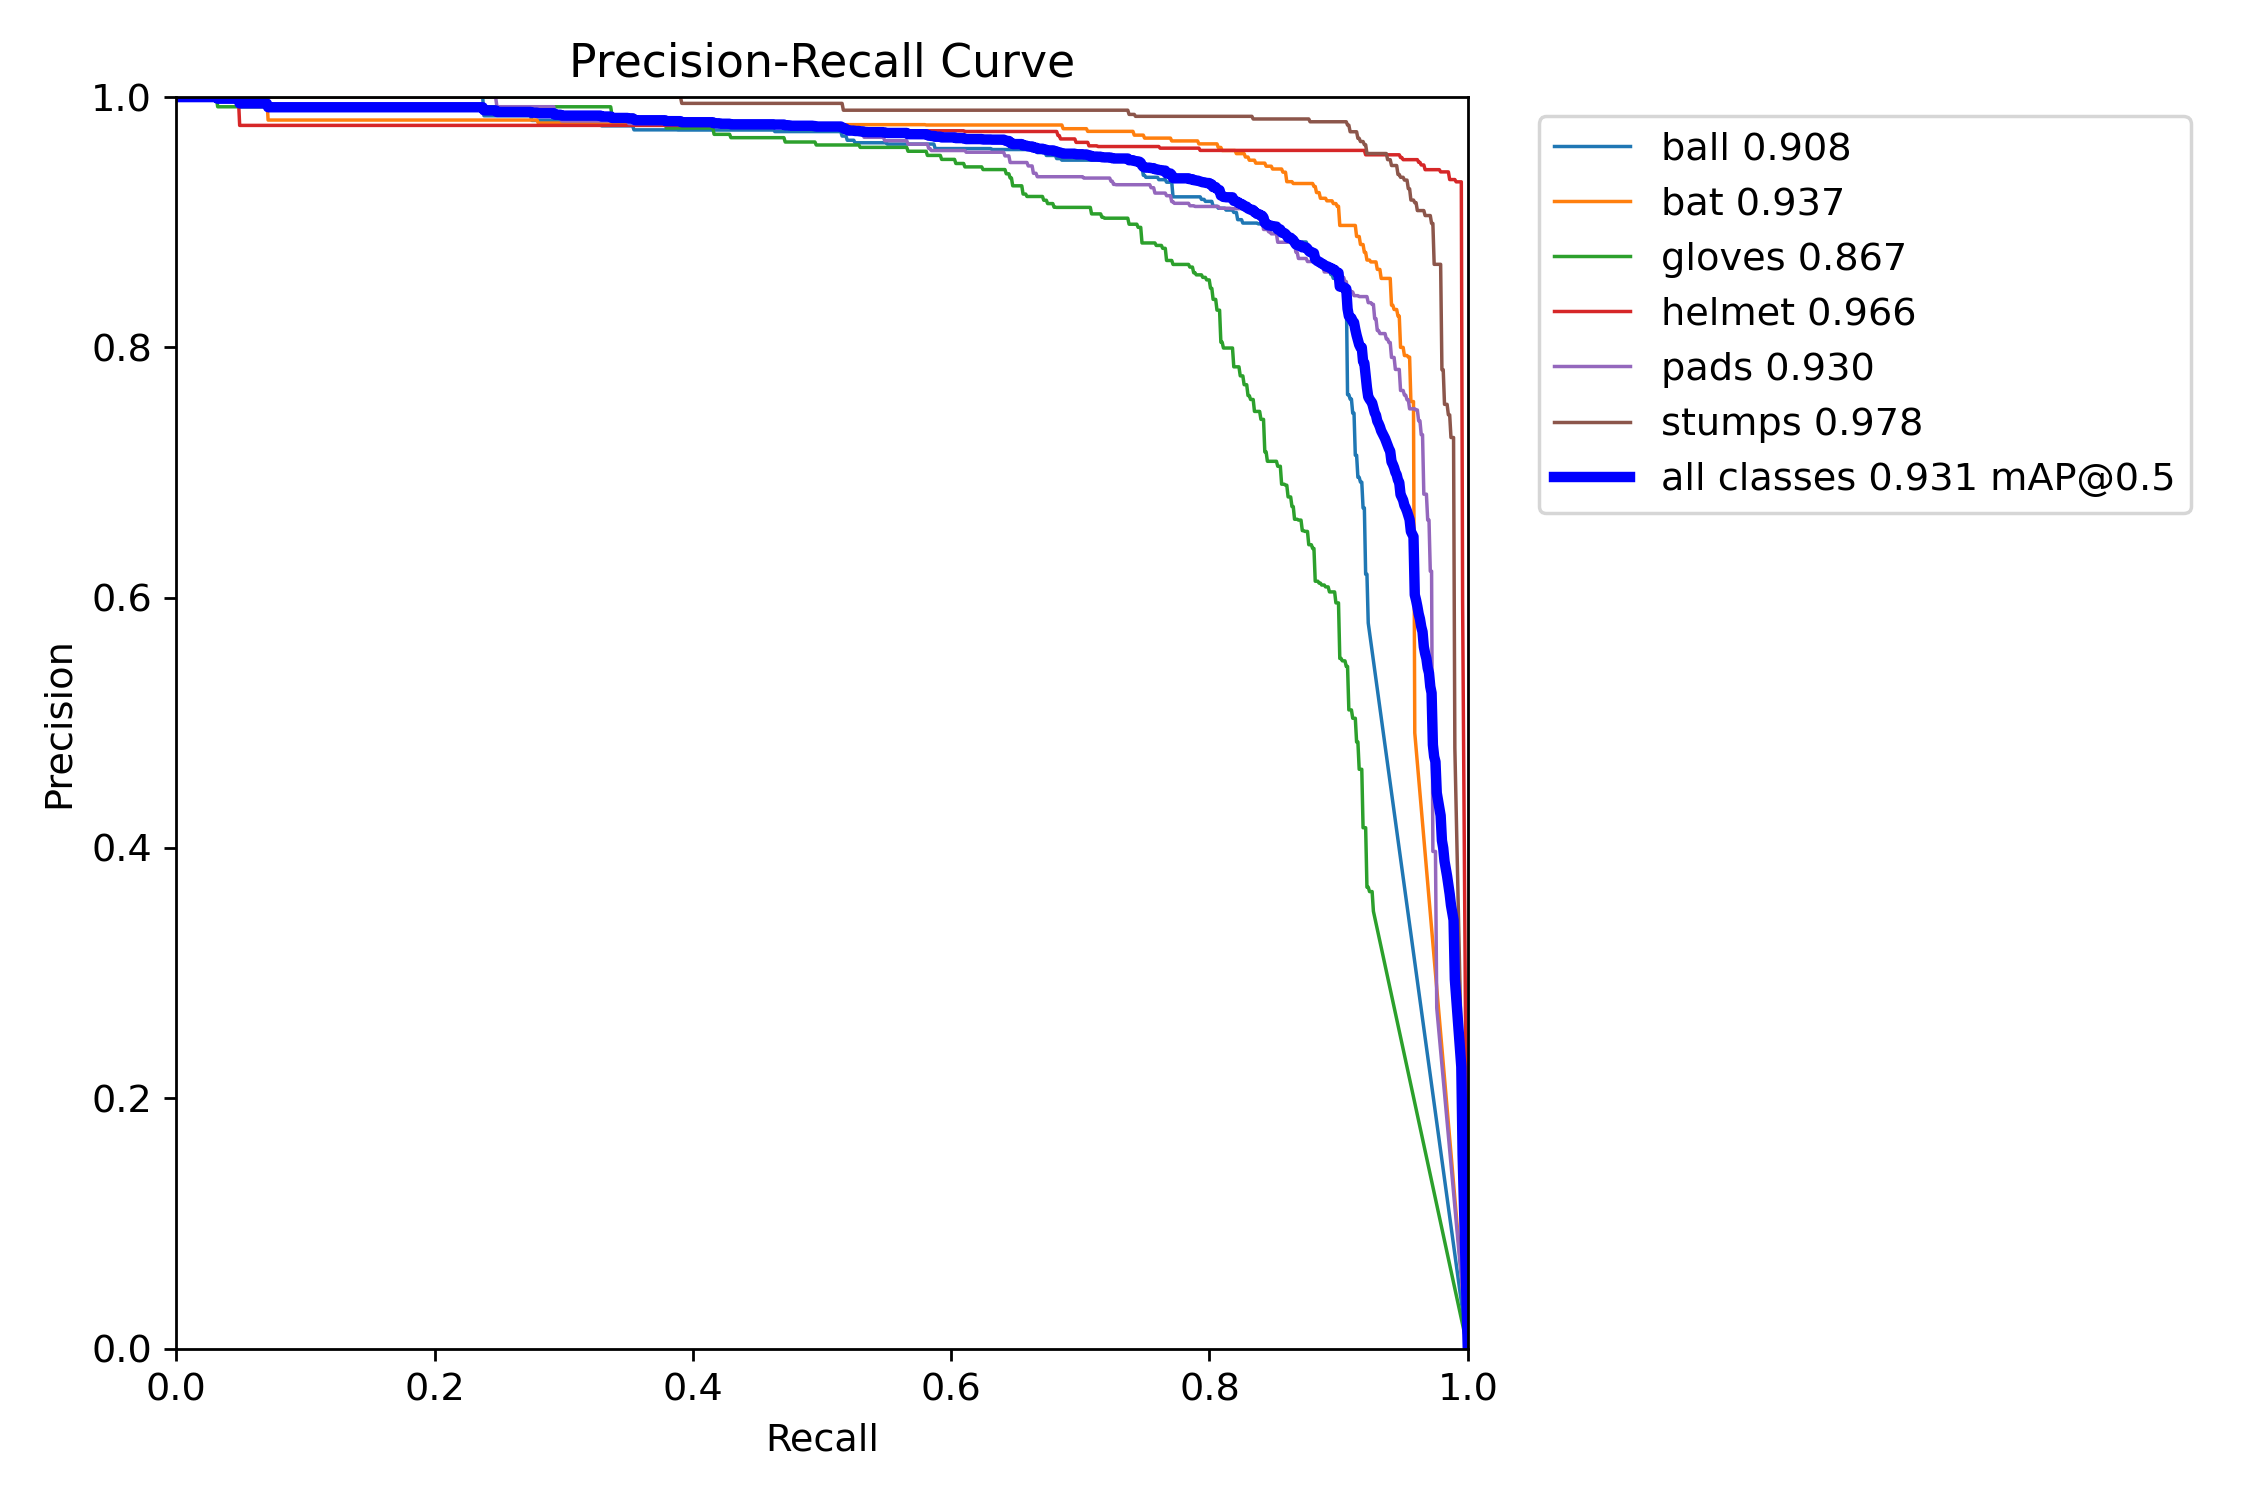 Precision-Recall Curve
1.0
0.8
0.6
0.4
0.2
0.0
Precision
0.0 0.2 0.4 0.6 0.8 1.0
Recall
ball 0.908
bat 0.937
gloves 0.867
helmet 0.966
pads 0.930
stumps 0.978
all classes 0.931 mAP@0.5